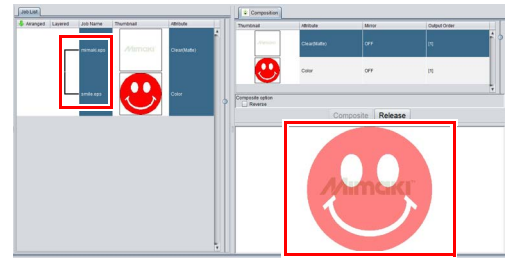 Job List
Arranged Layered Job Name Thumbnail Attribute
mimaki.eps Mimaki Clear(Matte)
smile.eps Color
Composition
Thumbnail Attribute Mirror Output Order
Mimaki Clear(Matte) OFF [1]
Color OFF [1]
Composite option
Reverse
Composite Release
Mimaki